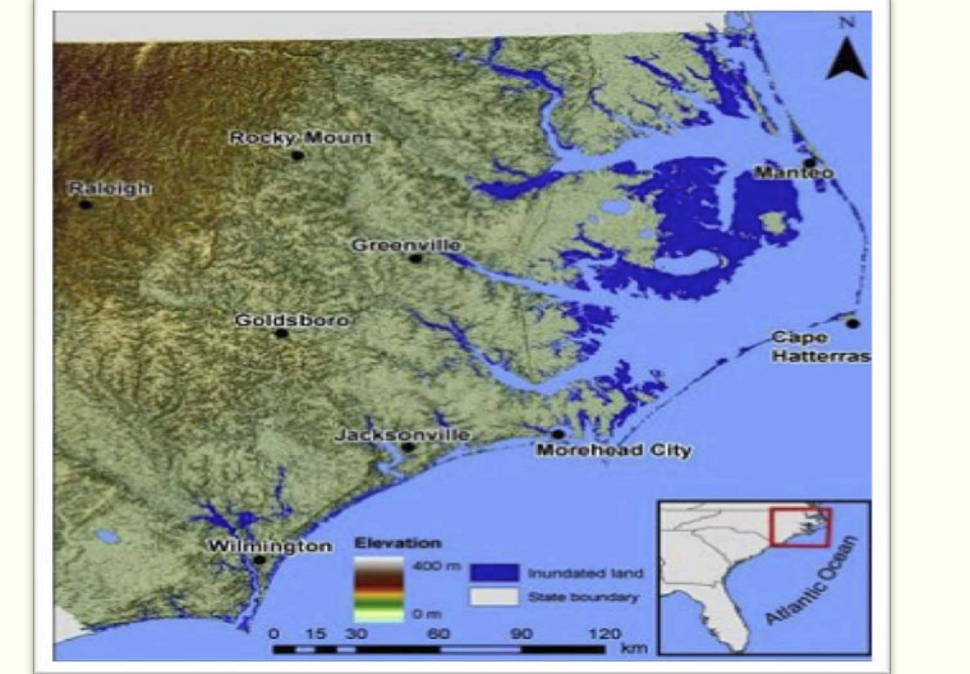 N
Rocky Mount
Manteo
Raleigh
Greenville
Goldsboro
Cape
Hatterras
Jacksonville
Morehead City
Wilmington
Elevation
400 m
0 m
Inundated land
State boundary
0 15 30 60 90 120
km
Atlantic Ocean